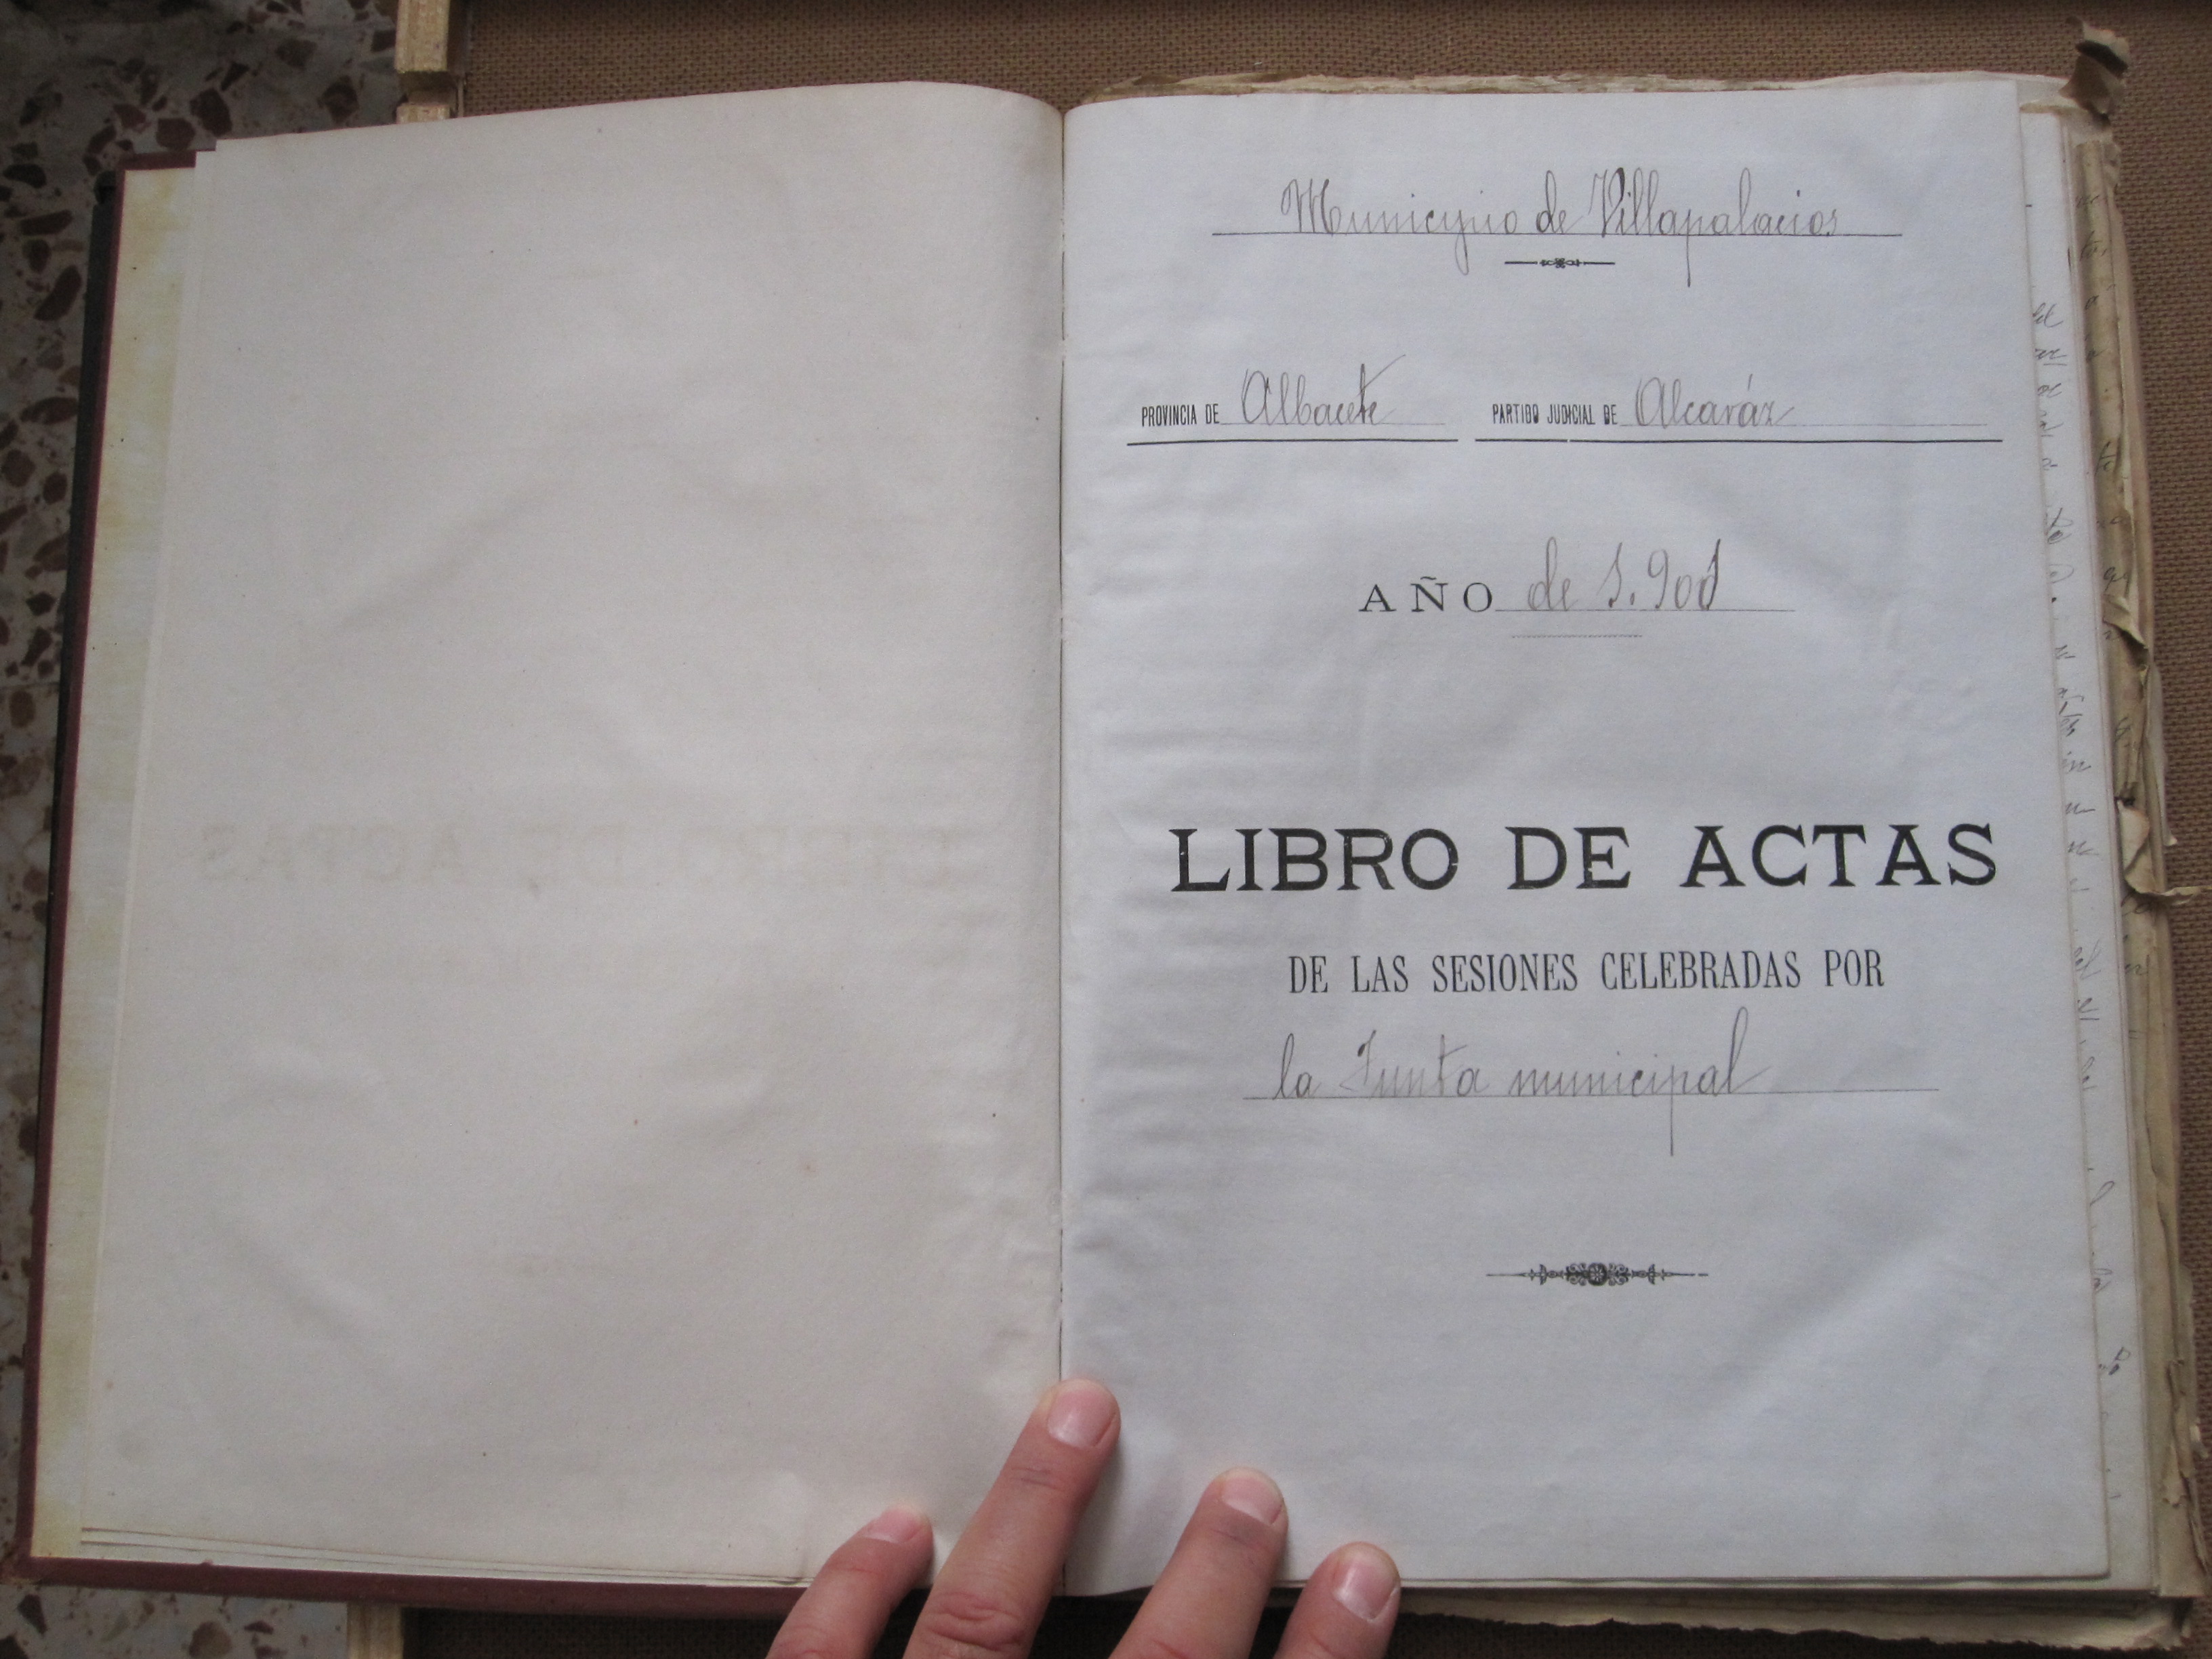 Municipio de Villapalacios
PROVINCIA DE Albacete PARTIDO JUDICIAL DE Alcaráz
AÑO de 1.901
LIBRO DE ACTAS
DE LAS SESIONES CELEBRADAS POR
la Junta municipal